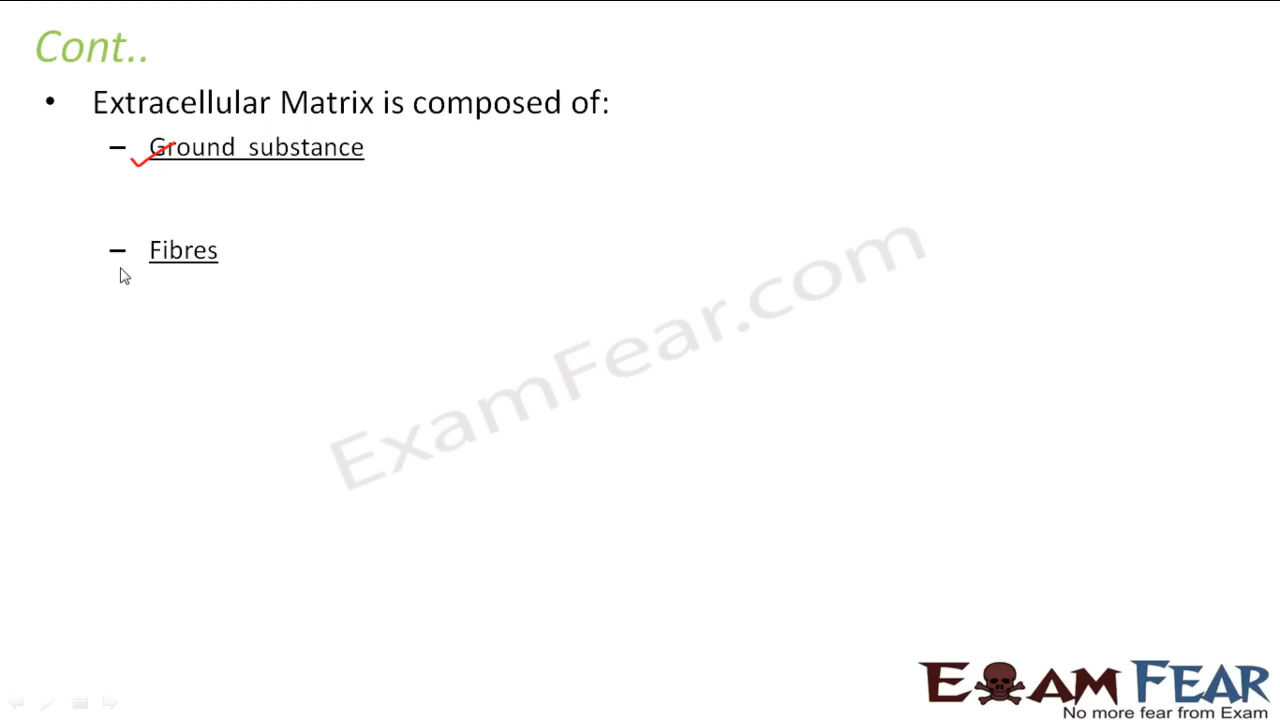 Cont..
• Extracellular Matrix is composed of:
– Ground substance
– Fibres
ExamFear.com
EXAM FEAR
No more fear from Exam